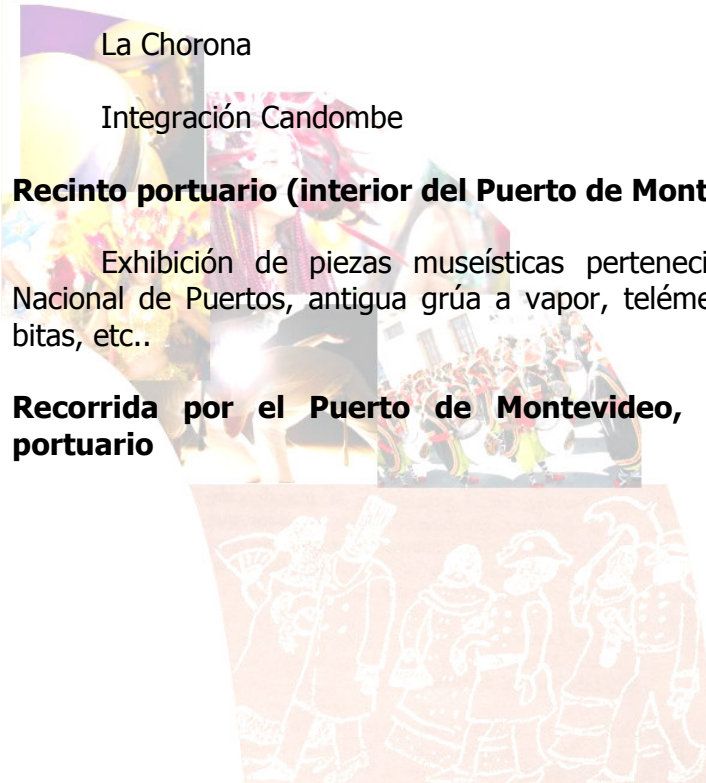 La Chorona
Integración Candombe
Recinto portuario (interior del Puerto de Mont
Exhibición de piezas museísticas perteneci
Nacional de Puertos, antigua grúa a vapor, teléme
bitas, etc..
Recorrida por el Puerto de Montevideo,
portuario